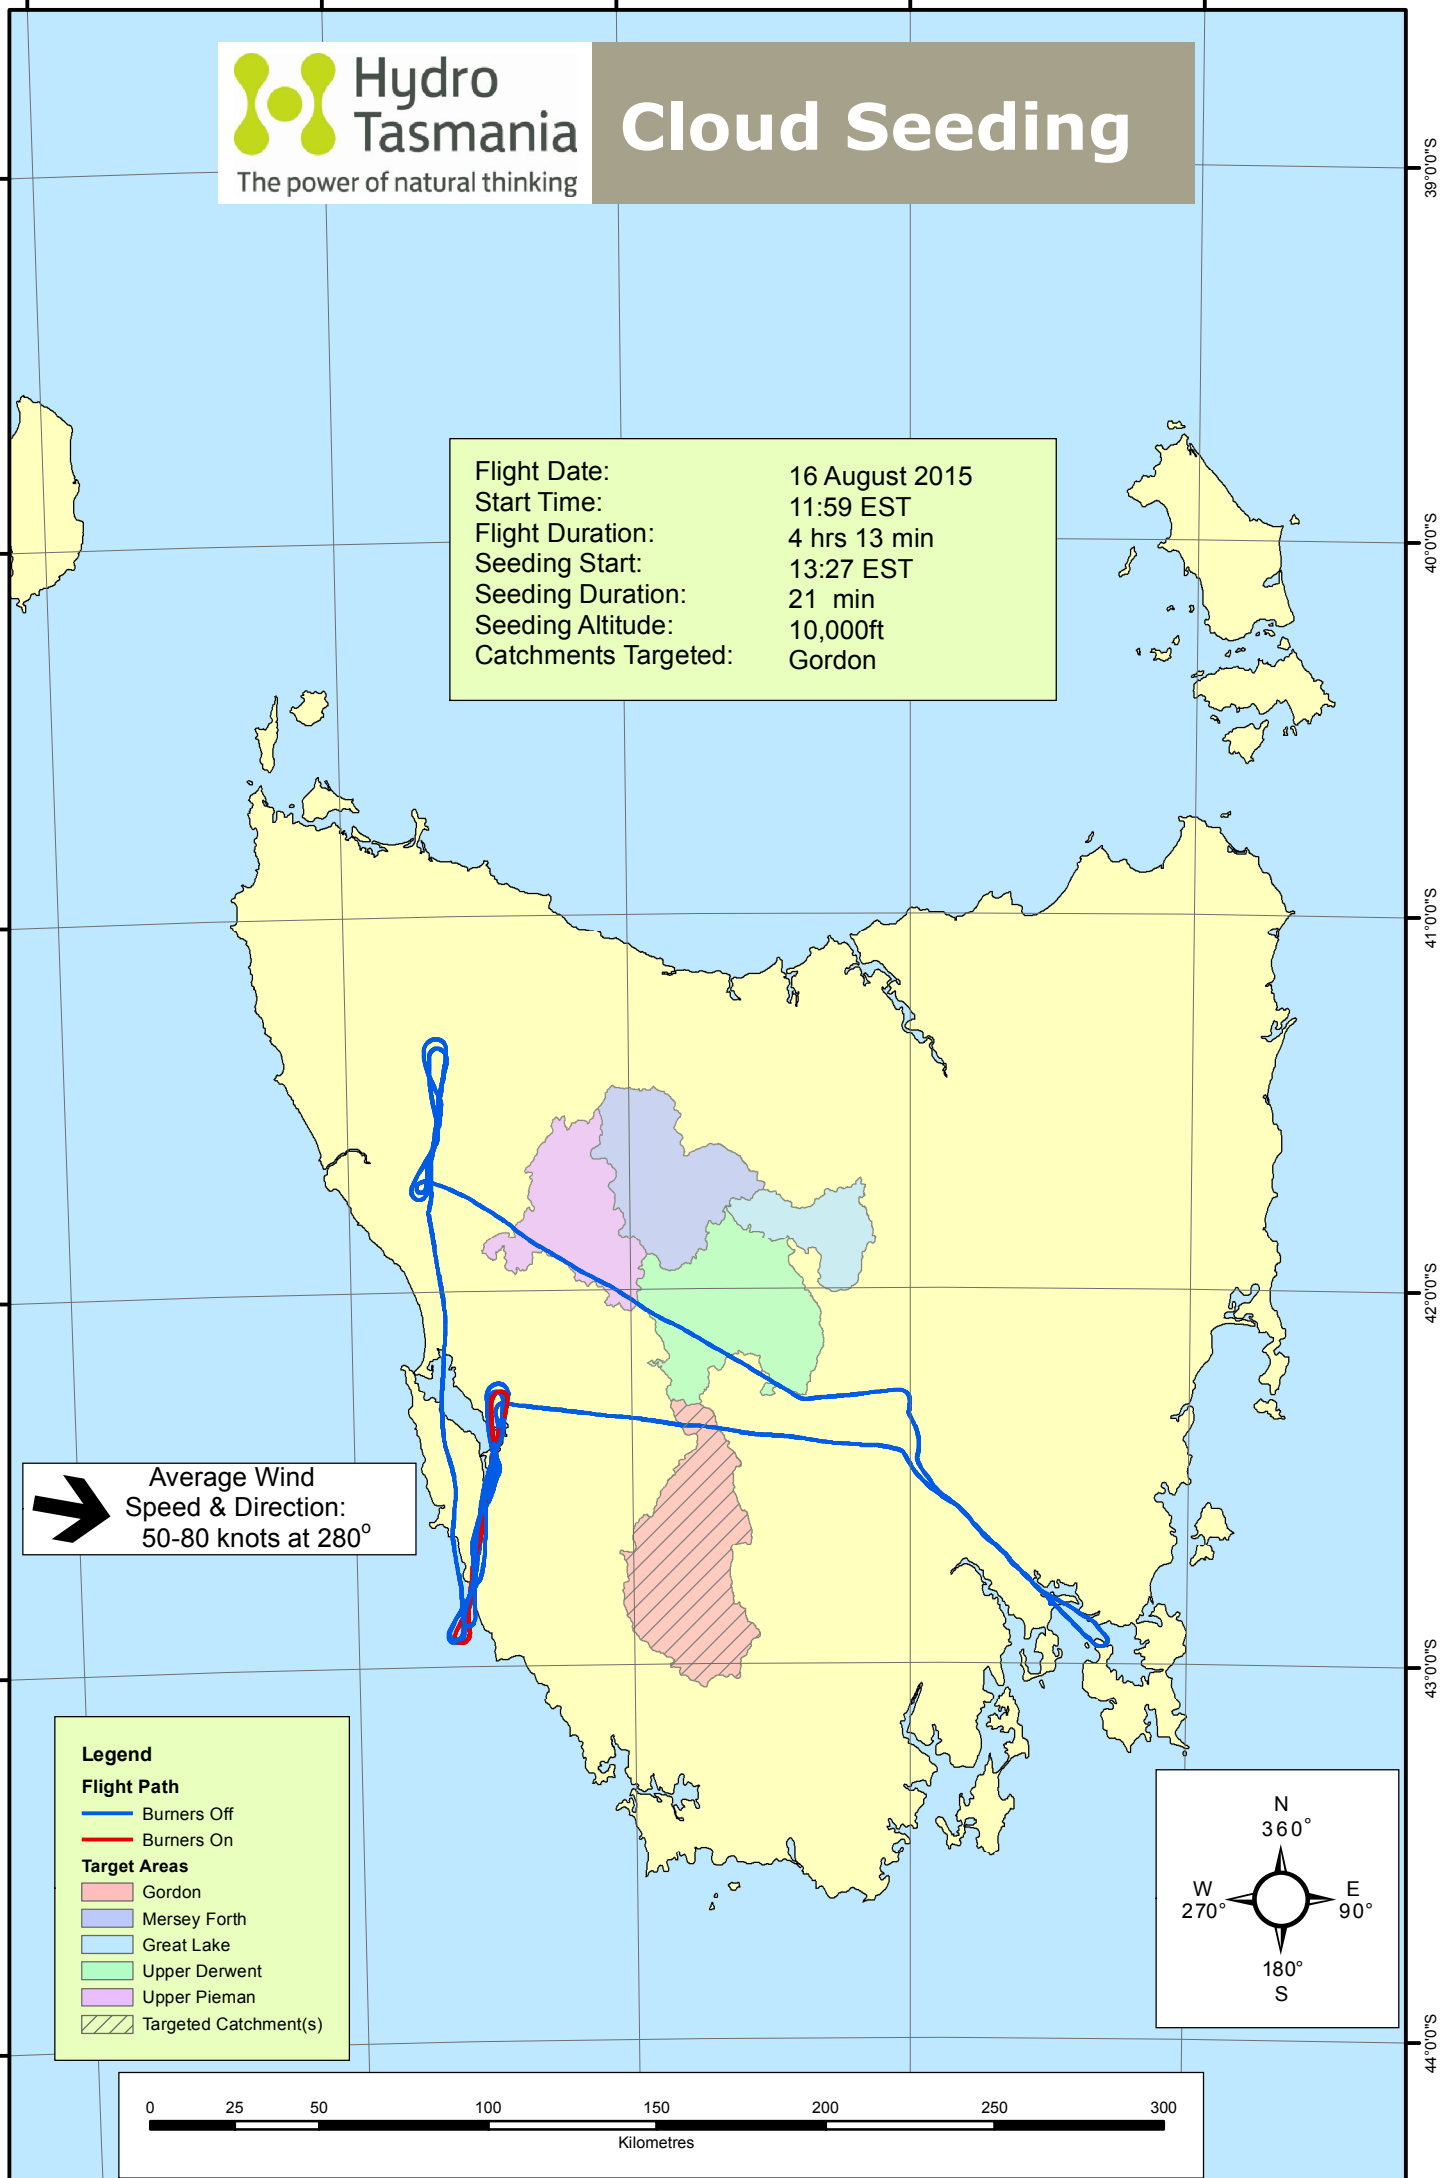 Hydro
Tasmania
The power of natural thinking
Cloud Seeding
39°0'0"S
Flight Date: 16 August 2015
Start Time: 11:59 EST
Flight Duration: 4 hrs 13 min
Seeding Start: 13:27 EST
Seeding Duration: 21 min
Seeding Altitude: 10,000ft
Catchments Targeted: Gordon
40°0'0"S
41°0'0"S
42°0'0"S
Average Wind
Speed & Direction:
50-80 knots at 280°
43°0'0"S
Legend
Flight Path
Burners Off
Burners On
Target Areas
Gordon
Mersey Forth
Great Lake
Upper Derwent
Upper Pieman
Targeted Catchment(s)
N
360°
W
270°
E
90°
180°
S
44°0'0"S
0 25 50 100 150 200 250 300
Kilometres